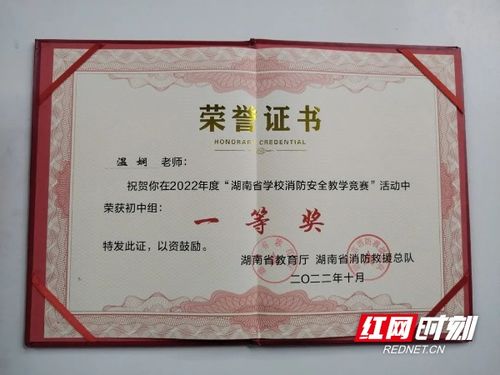 荣誉证书
HONORARY CREDENTIAL
温娴 老师：
祝贺你在2022年度“湖南省学校消防安全教学竞赛”活动中
荣获初中组：
一等奖
特发此证，以资鼓励。
湖南省教育厅 湖南省消防救援总队
二〇二二年十月
红网时刻
REDNET.CN